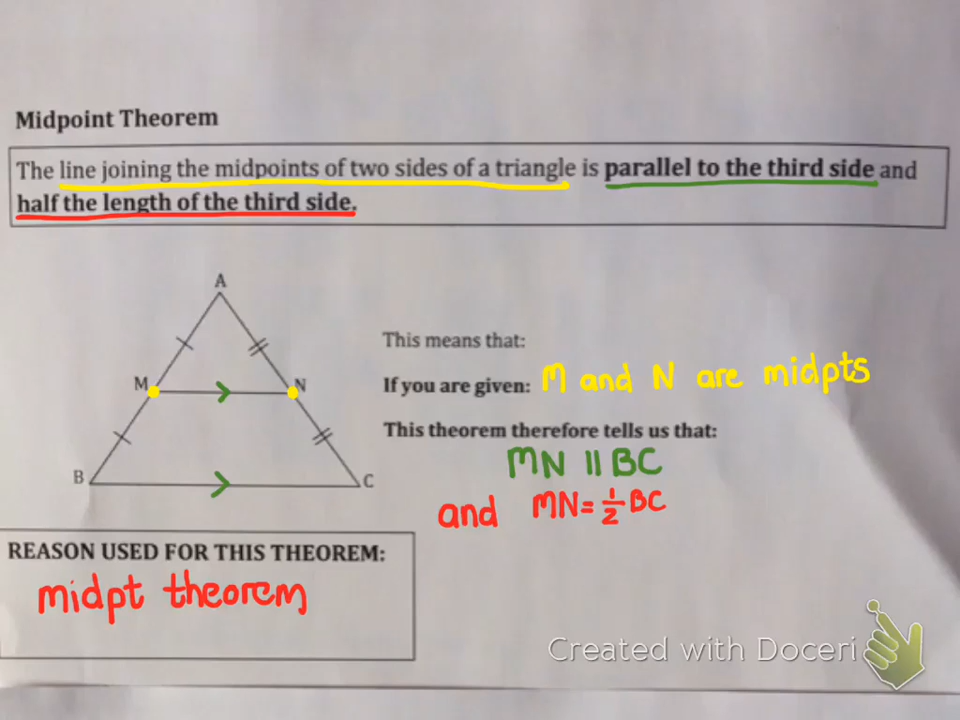 Midpoint Theorem
The line joining the midpoints of two sides of a triangle is parallel to the third side and
half the length of the third side.
A
This means that:
M
N
If you are given: M and N are midpts
This theorem therefore tells us that:
MN || BC
B
C
and MN = 1/2 BC
REASON USED FOR THIS THEOREM:
midpt theorem
Created with Doceri